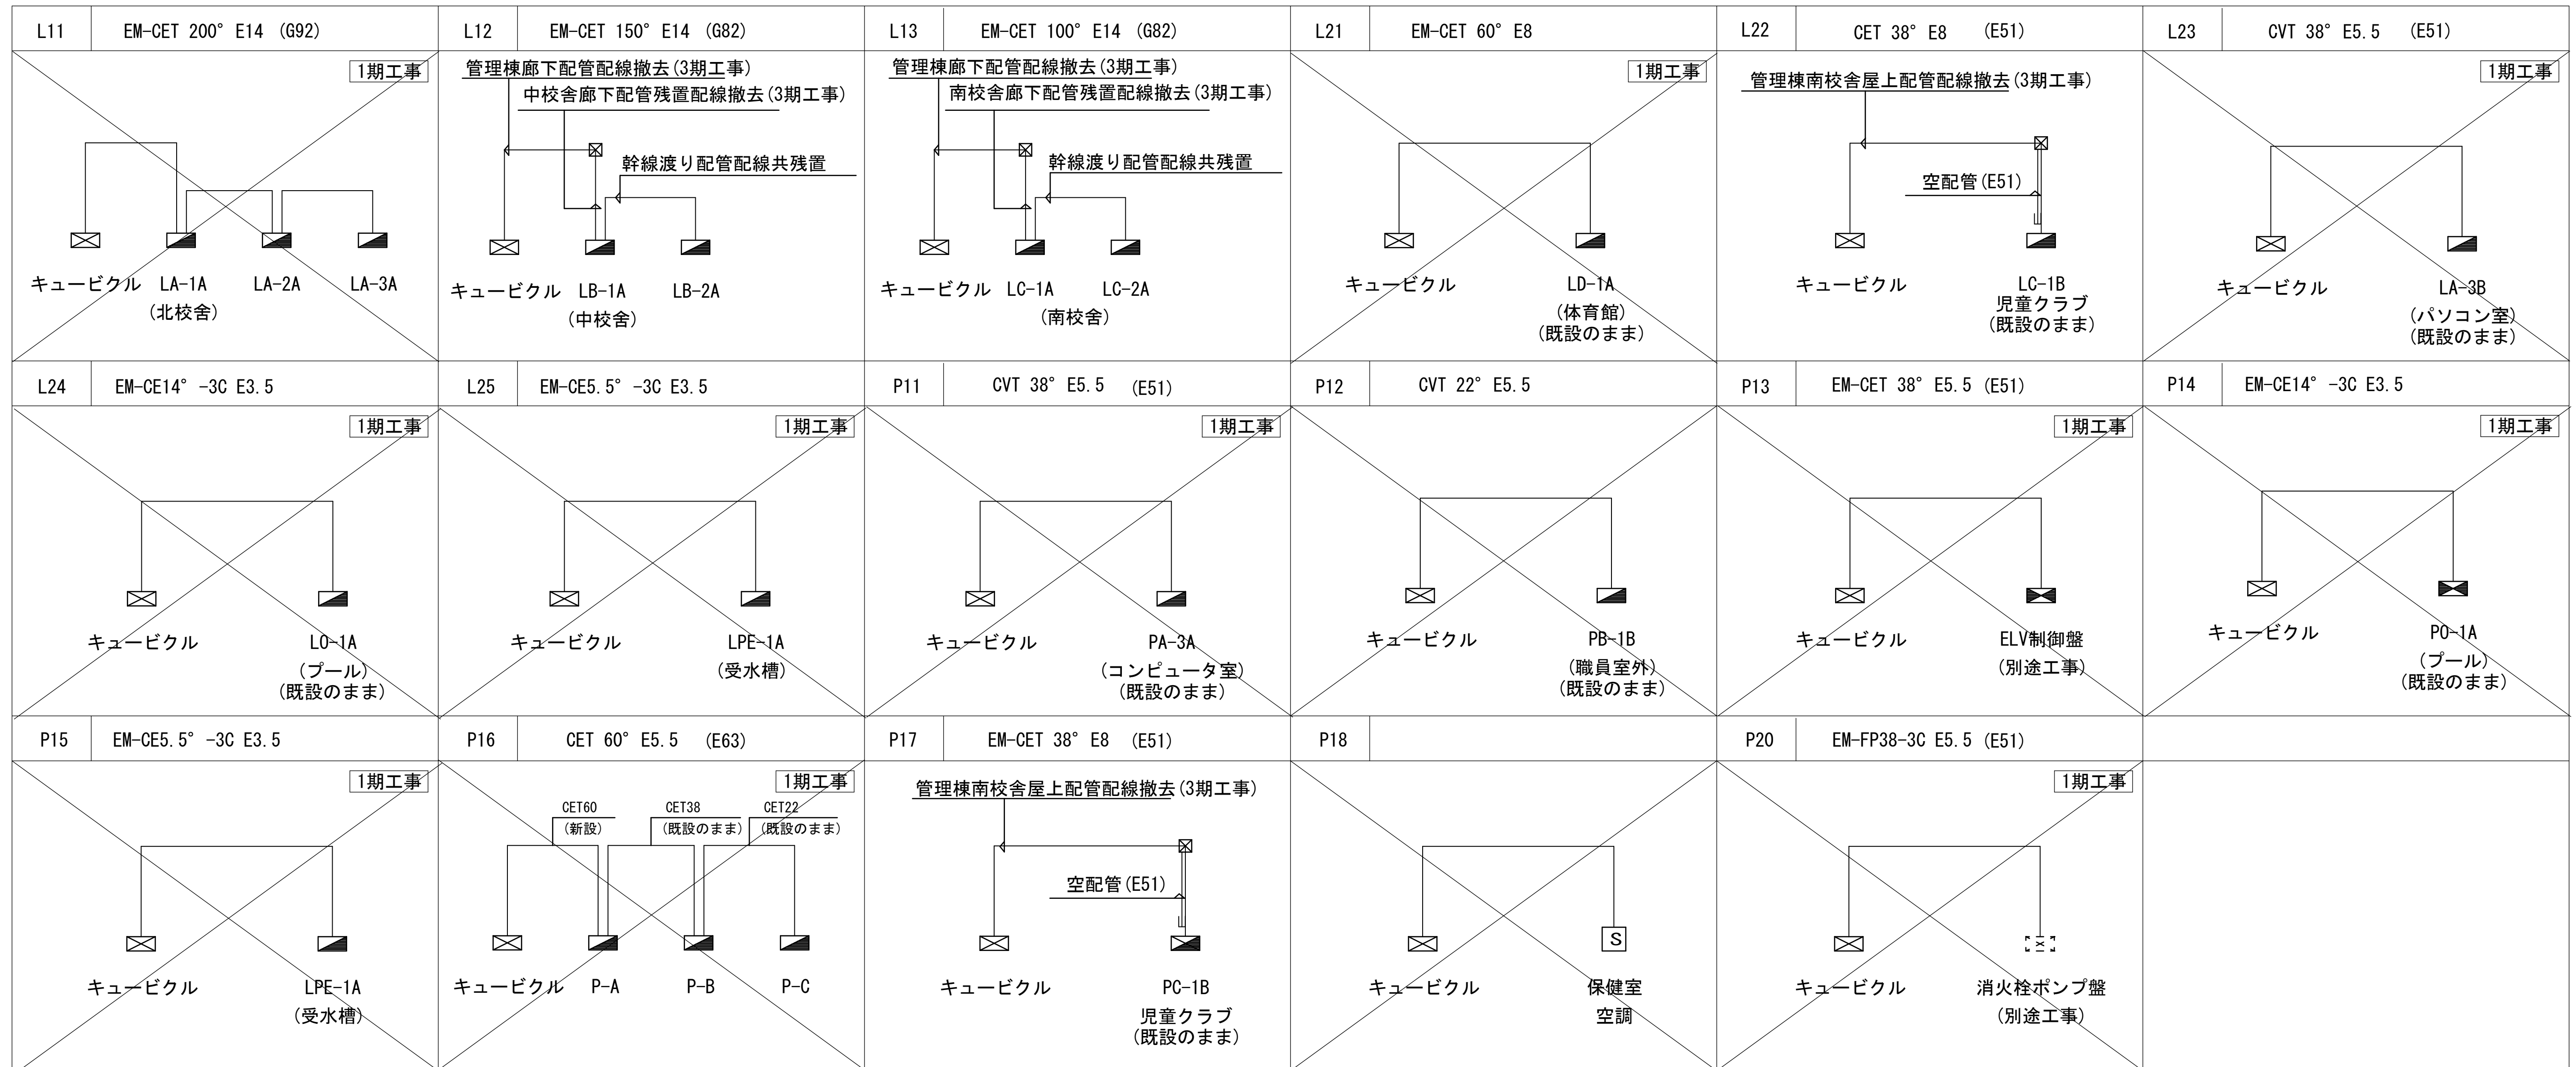 L11 EM-CET 200° E14 (G92)
1期工事
キュービクル LA-1A LA-2A LA-3A
(北校舎)
L12 EM-CET 150° E14 (G82)
管理棟廊下配管配線撤去(3期工事)
中校舎廊下配管残置配線撤去(3期工事)
幹線渡り配管配線共残置
キュービクル LB-1A LB-2A
(中校舎)
L13 EM-CET 100° E14 (G82)
管理棟廊下配管配線撤去(3期工事)
南校舎廊下配管残置配線撤去(3期工事)
幹線渡り配管配線共残置
キュービクル LC-1A LC-2A
(南校舎)
L21 EM-CET 60° E8
1期工事
キュービクル LD-1A
(体育館)
(既設のまま)
L22 CET 38° E8 (E51)
管理棟南校舎屋上配管配線撤去(3期工事)
空配管(E51)
キュービクル LC-1B
児童クラブ
(既設のまま)
L23 CVT 38° E5.5 (E51)
1期工事
キュービクル LA-3B
(パソコン室)
(既設のまま)
L24 EM-CE14° -3C E3.5
1期工事
キュービクル LO-1A
(プール)
(既設のまま)
L25 EM-CE5.5° -3C E3.5
1期工事
キュービクル LPE-1A
(受水槽)
P11 CVT 38° E5.5 (E51)
1期工事
キュービクル PA-3A
(コンピュータ室)
(既設のまま)
P12 CVT 22° E5.5
キュービクル PB-1B
(職員室外)
(既設のまま)
P13 EM-CET 38° E5.5 (E51)
1期工事
キュービクル ELV制御盤
(別途工事)
P14 EM-CE14° -3C E3.5
1期工事
キュービクル PO-1A
(プール)
(既設のまま)
P15 EM-CE5.5° -3C E3.5
1期工事
キュービクル LPE-1A
(受水槽)
P16 CET 60° E5.5 (E63)
1期工事
CET60 CET38 CET22
(新設) (既設のまま) (既設のまま)
キュービクル P-A P-B P-C
P17 EM-CET 38° E8 (E51)
管理棟南校舎屋上配管配線撤去(3期工事)
空配管(E51)
キュービクル PC-1B
児童クラブ
(既設のまま)
P18
S
キュービクル 保健室
空調
P20 EM-FP38-3C E5.5 (E51)
1期工事
キュービクル 消火栓ポンプ盤
(別途工事)